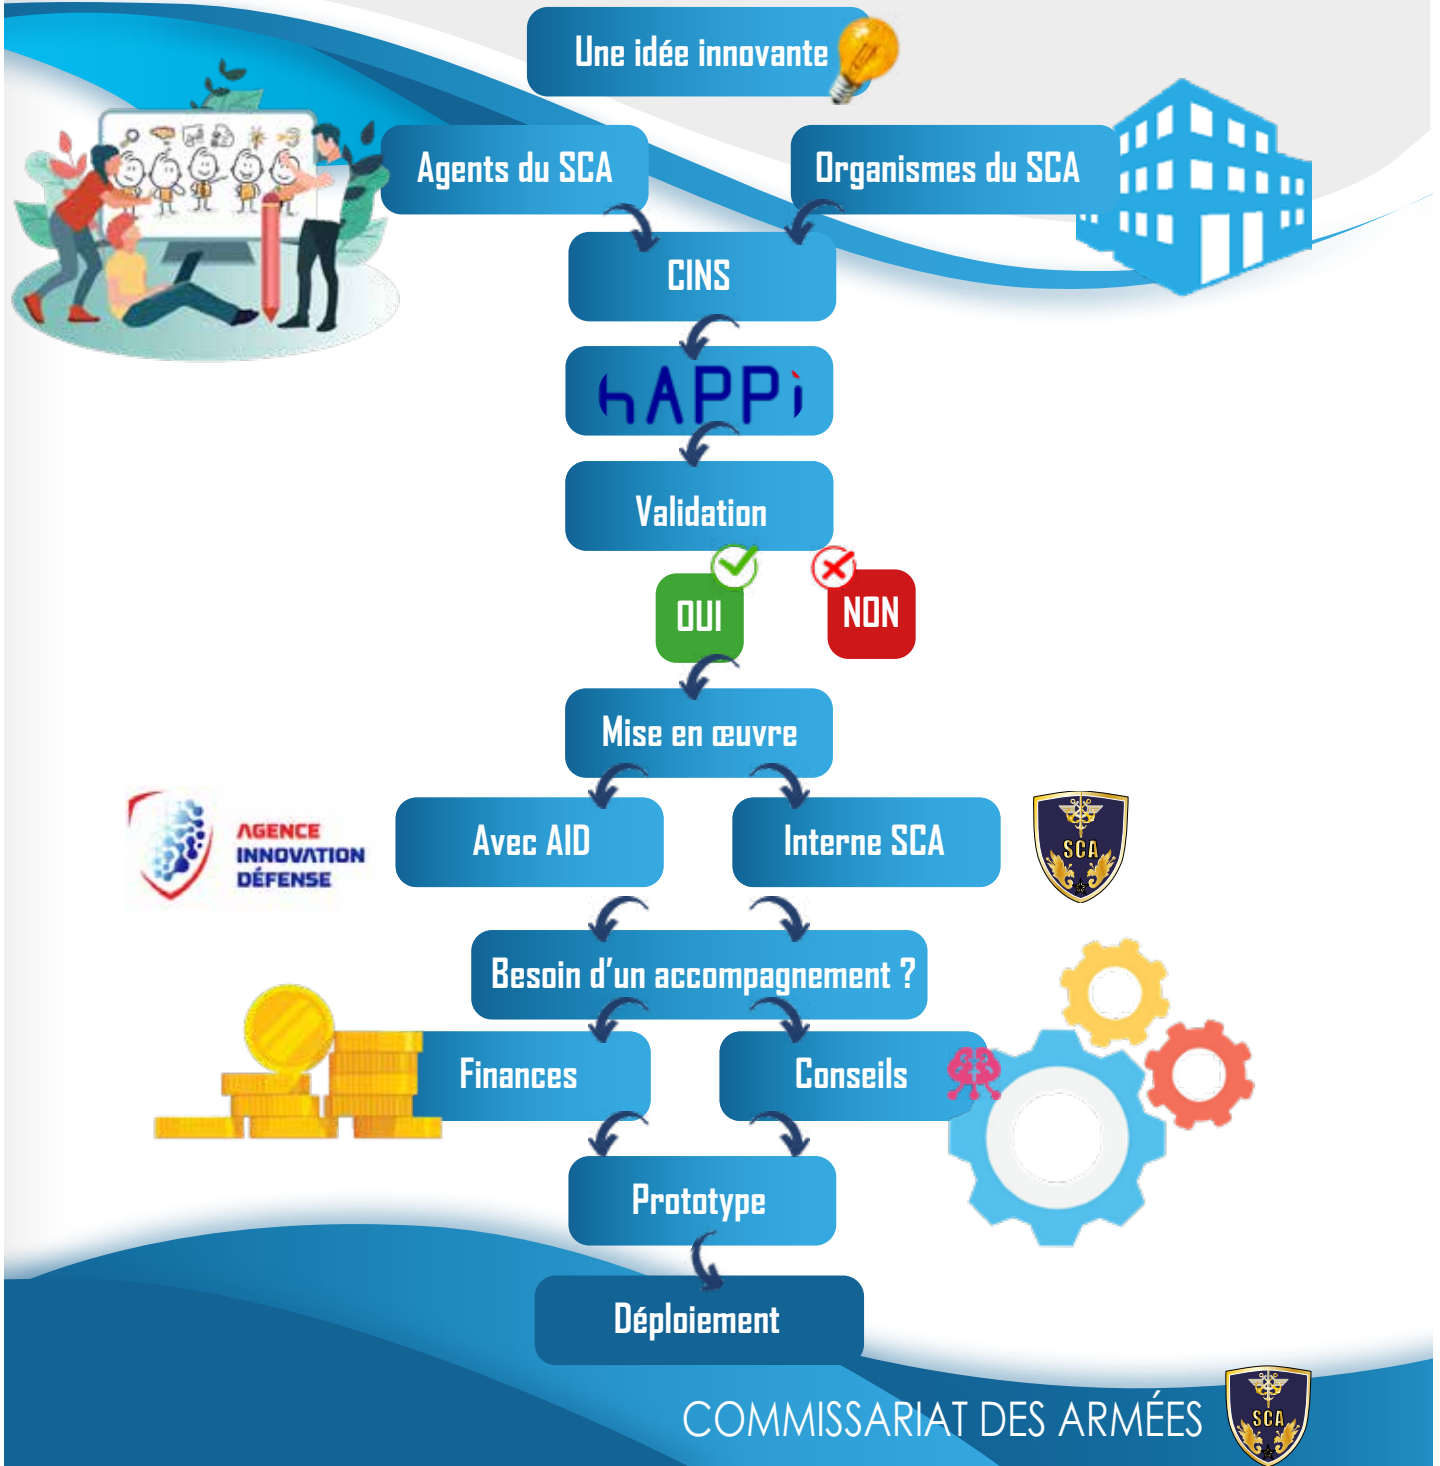 Une idée innovante
Agents du SCA
Organismes du SCA
CINS
hAPPi
Validation
OUI
NON
Mise en œuvre
AGENCE
INNOVATION
DÉFENSE
Avec AID
Interne SCA
SCA
Besoin d'un accompagnement ?
Finances
Conseils
Prototype
Déploiement
COMMISSARIAT DES ARMÉES
SCA